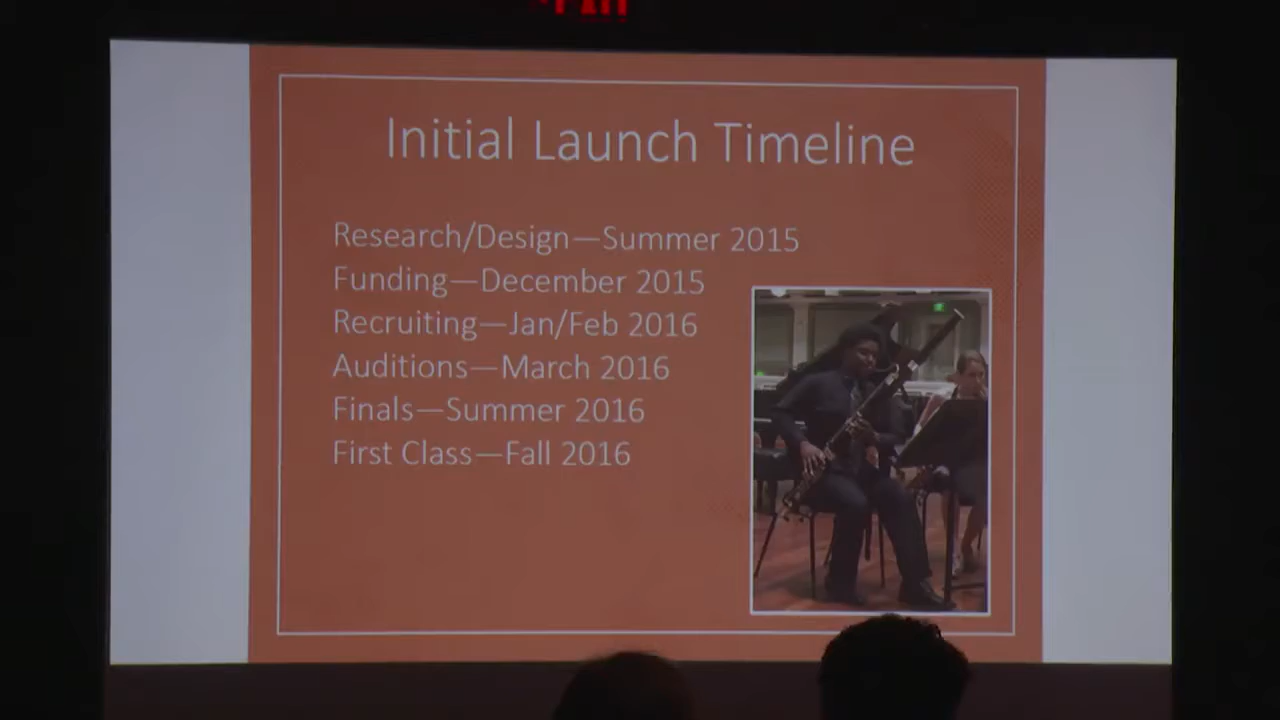 EXIT
Initial Launch Timeline
Research/Design—Summer 2015
Funding—December 2015
Recruiting—Jan/Feb 2016
Auditions—March 2016
Finals—Summer 2016
First Class—Fall 2016